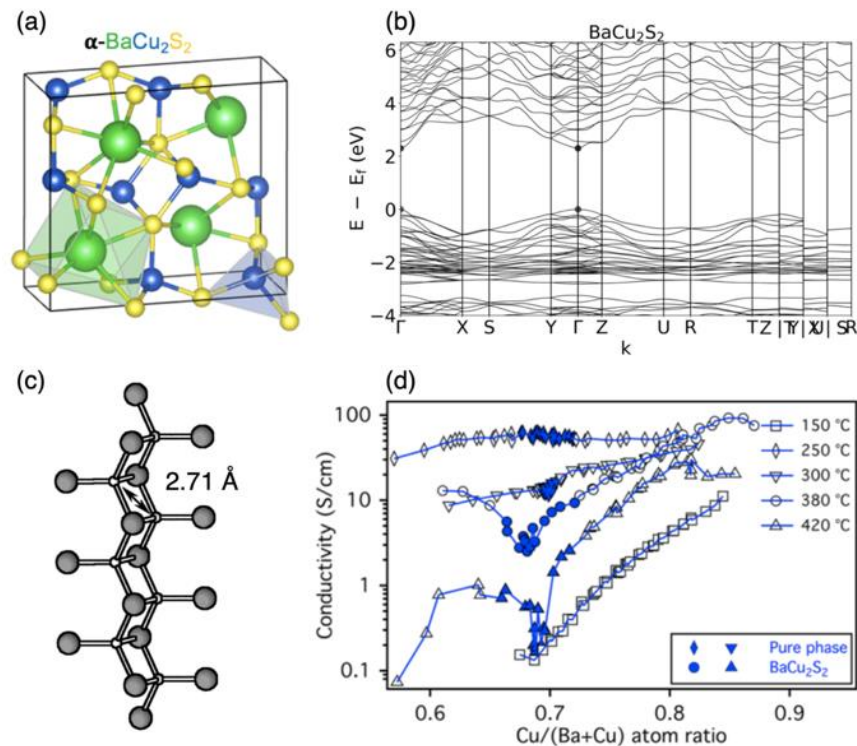 (a)
α-BaCu₂S₂
(b)
BaCu₂S₂
E − E_f (eV)
6
4
2
0
−2
−4
Γ X S Y Γ Z U R T Z |T
k
(c)
2.71 Å
(d)
Conductivity (S/cm)
100
10
1
0.1
150 °C
250 °C
300 °C
380 °C
420 °C
Pure phase
BaCu₂S₂
0.6 0.7 0.8 0.9
Cu/(Ba+Cu) atom ratio